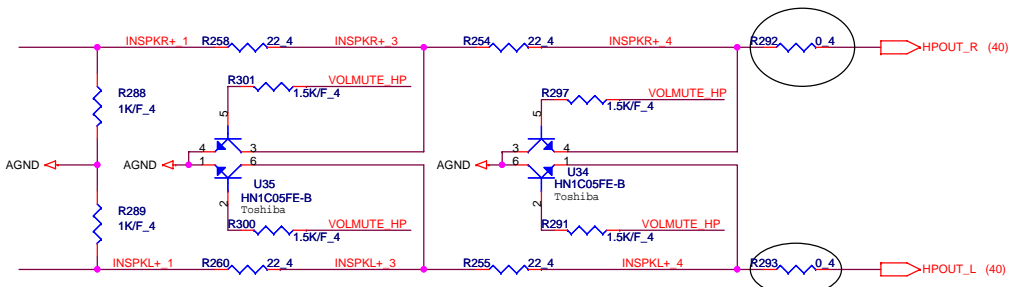 INSPKR+_1 R258 22_4 INSPKR+_3 R254 22_4 INSPKR+_4 R292 0_4
HPOUT_R (40)
R301 VOLMUTE_HP
1.5K/F_4
R297 VOLMUTE_HP
1.5K/F_4
R288
1K/F_4
5
5
4 3
3 4
AGND AGND AGND
1 6
6 1
U35
HN1C05FE-B
Toshiba
U34
HN1C05FE-B
Toshiba
2
2
R289
1K/F_4
R300 VOLMUTE_HP
1.5K/F_4
R291 VOLMUTE_HP
1.5K/F_4
INSPKL+_1 R260 22_4 INSPKL+_3 R255 22_4 INSPKL+_4 R293 0_4
HPOUT_L (40)